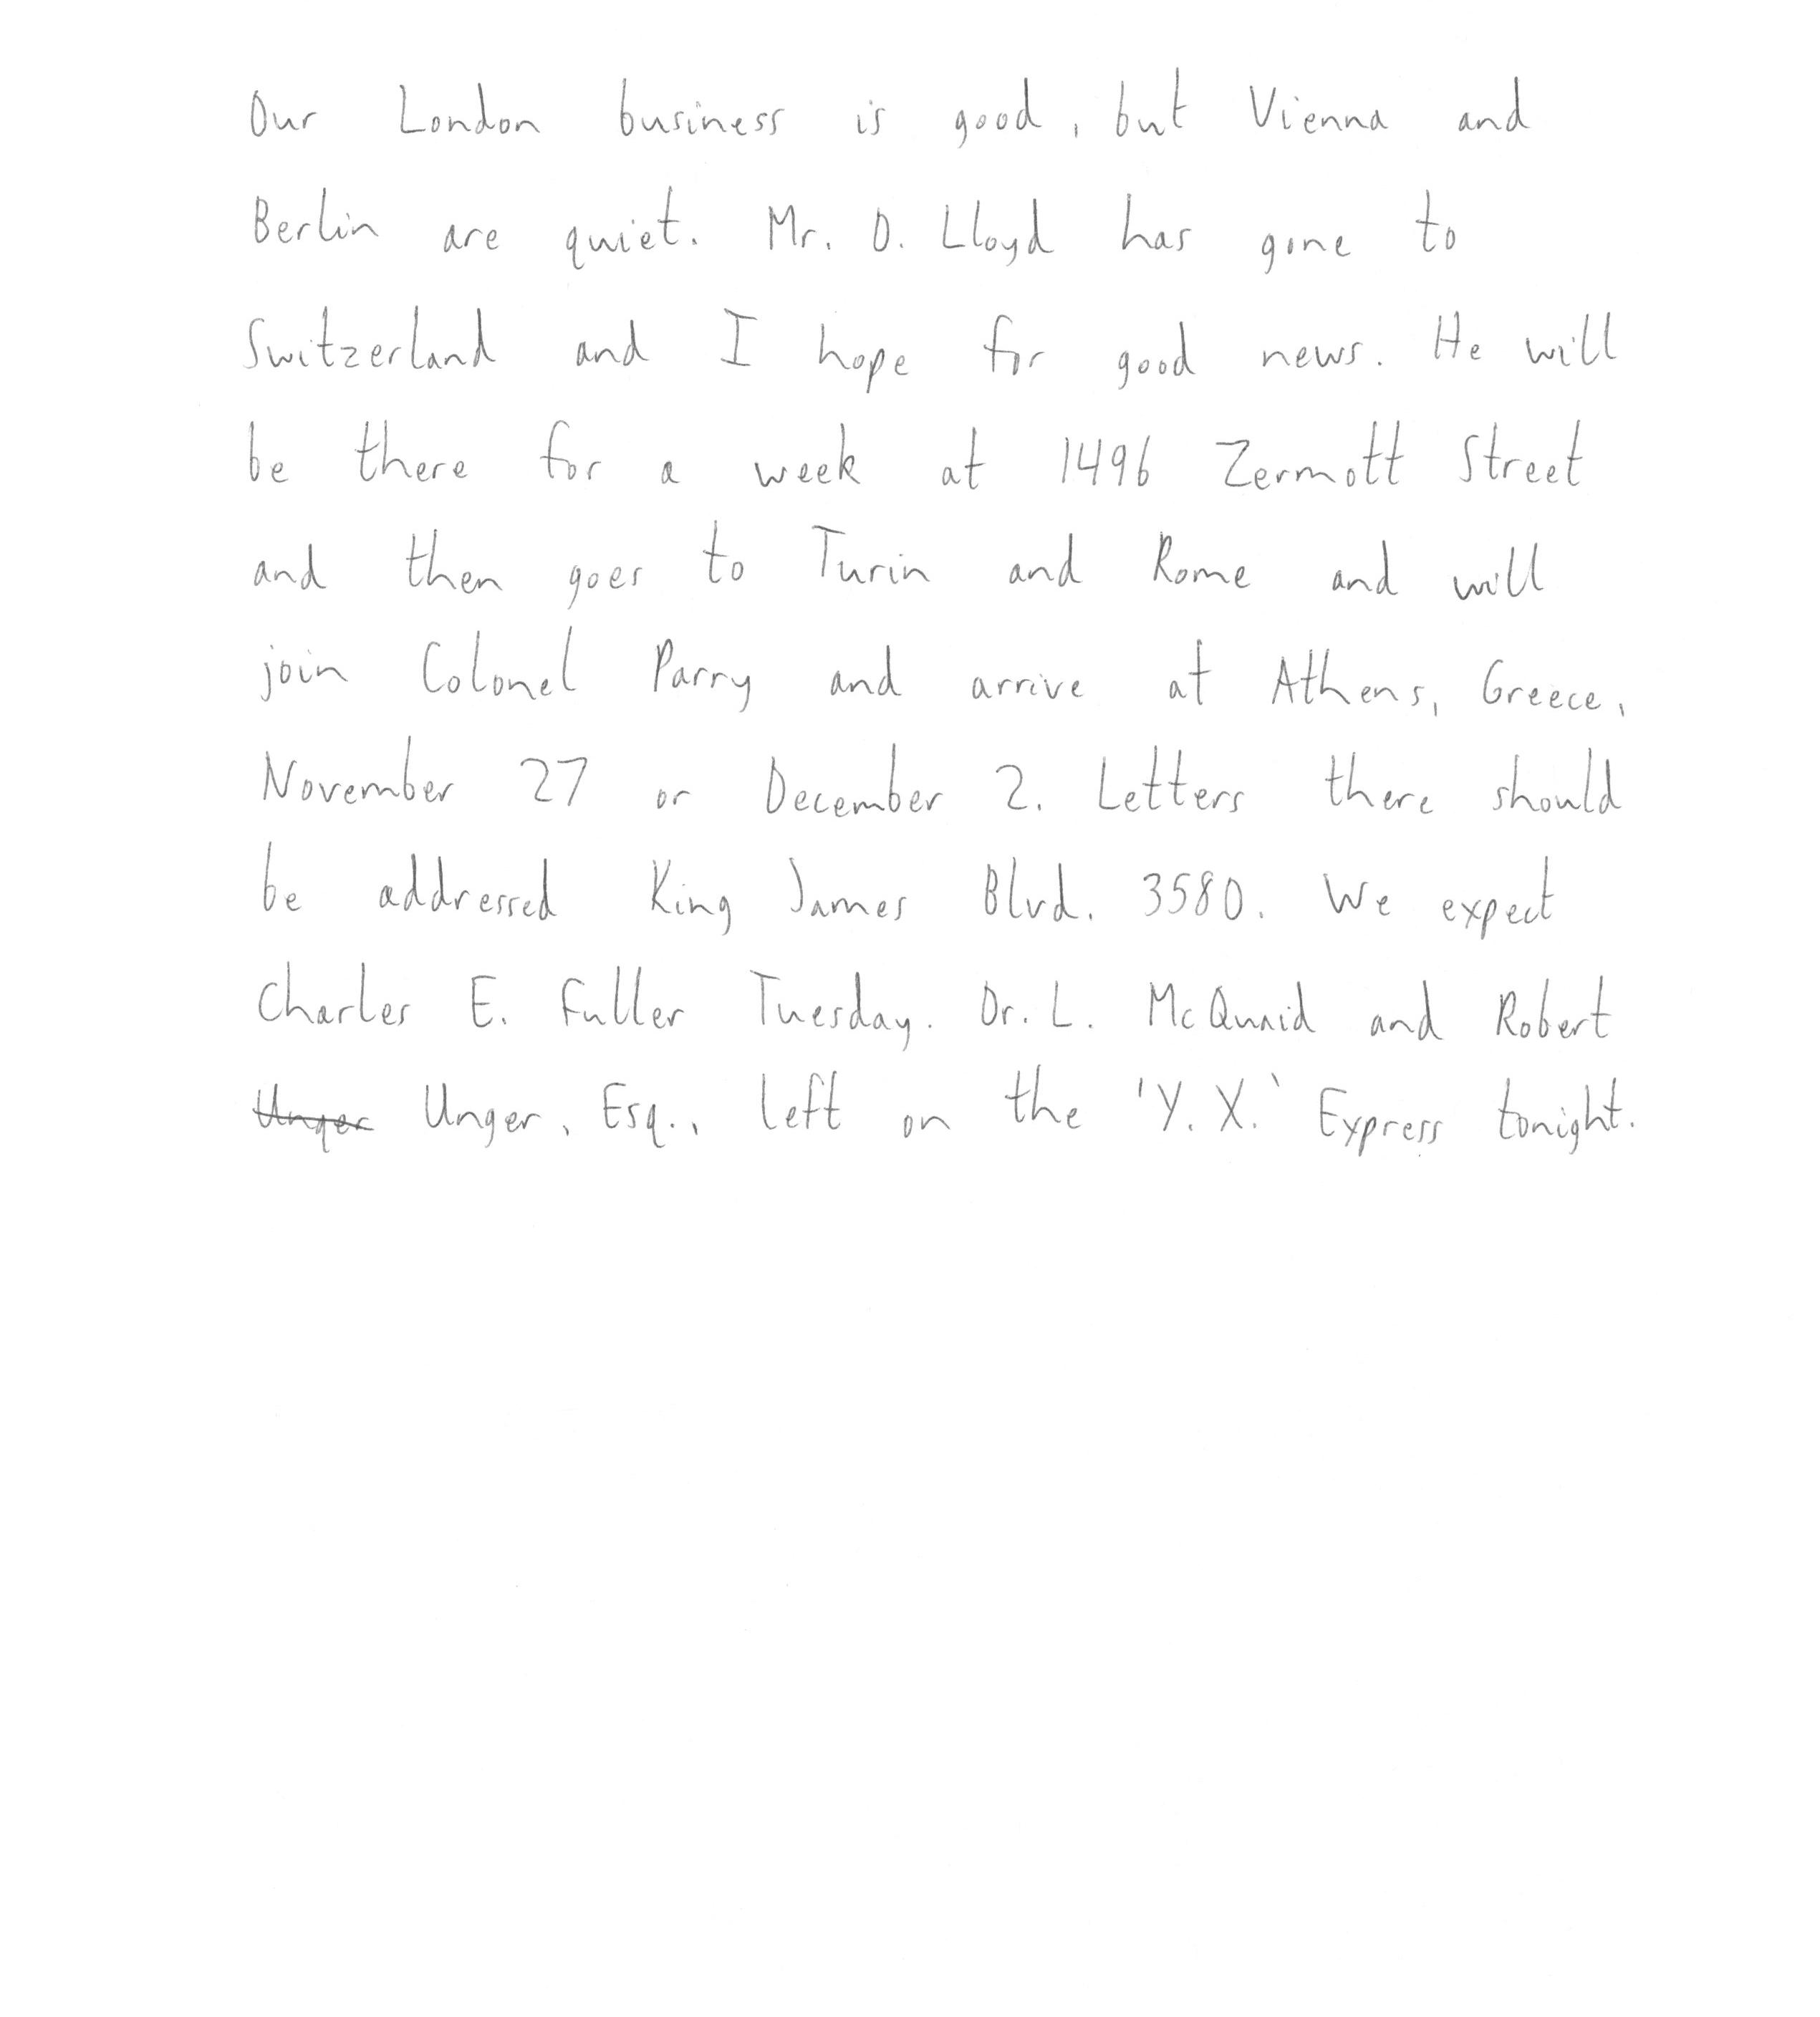 Our London business is good, but Vienna and
Berlin are quiet. Mr. D. Lloyd has gone to
Switzerland and I hope for good news. He will
be there for a week at 1496 Zermott Street
and then goes to Turin and Rome and will
join Colonel Parry and arrive at Athens, Greece,
November 27 or December 2. Letters there should
be addressed King James Blvd. 3580. We expect
Charles E. Fuller Tuesday. Dr. L. McQuaid and Robert
Unger Unger, Esq., left on the 'Y. X.' Express tonight.